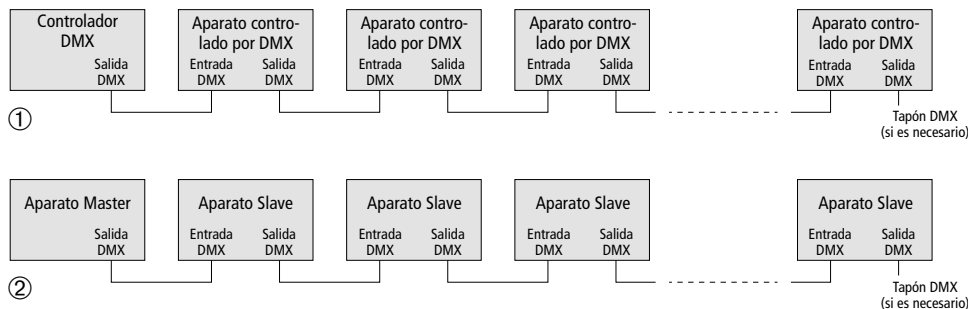 Controlador
DMX
Salida
DMX
Aparato contro-
lado por DMX
Entrada
DMX
Salida
DMX
Aparato contro-
lado por DMX
Entrada
DMX
Salida
DMX
Aparato contro-
lado por DMX
Entrada
DMX
Salida
DMX
Aparato contro-
lado por DMX
Entrada
DMX
Salida
DMX
①
Tapón DMX
(si es necesario)
Aparato Master
Salida
DMX
Aparato Slave
Entrada
DMX
Salida
DMX
Aparato Slave
Entrada
DMX
Salida
DMX
Aparato Slave
Entrada
DMX
Salida
DMX
Aparato Slave
Entrada
DMX
Salida
DMX
②
Tapón DMX
(si es necesario)